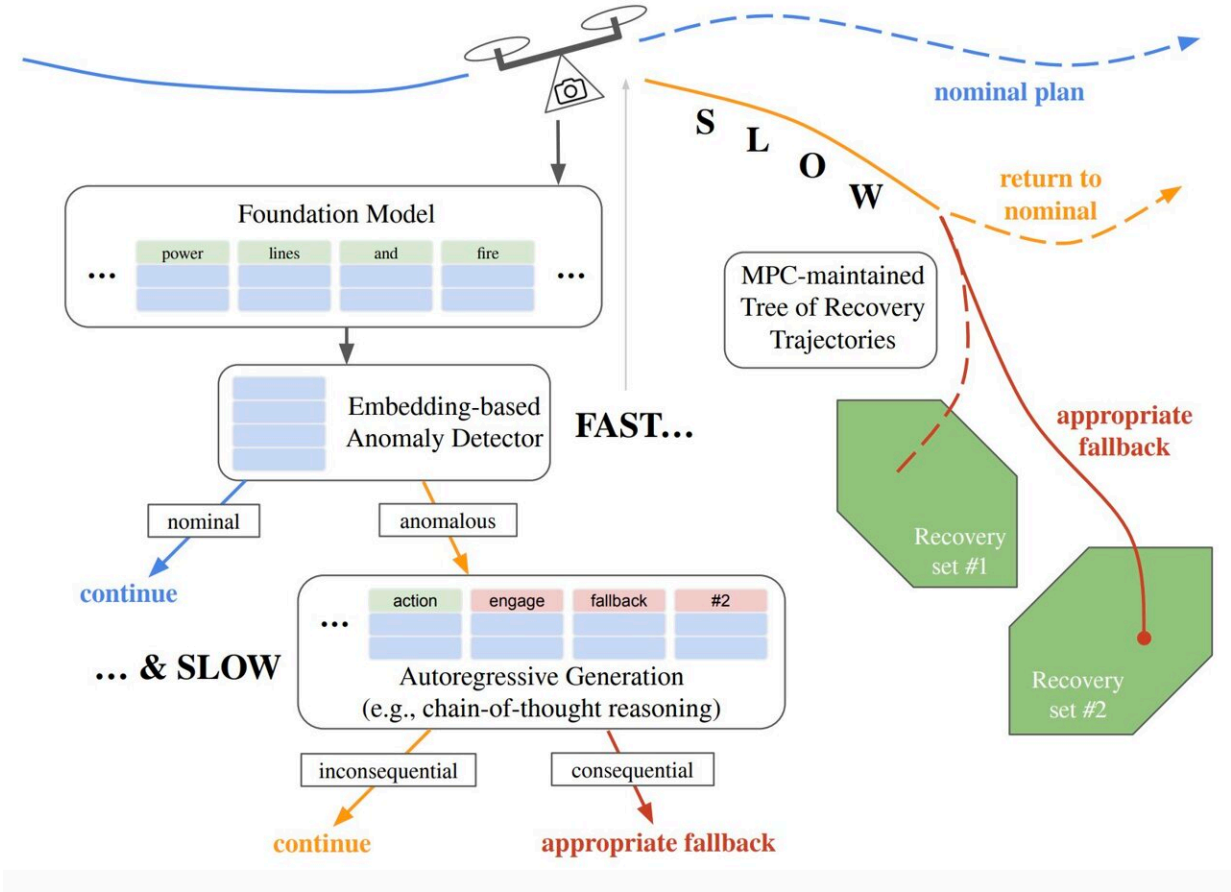 nominal plan
S
L
O
W
return to
nominal
Foundation Model
... power lines and fire ...
MPC-maintained
Tree of Recovery
Trajectories
Embedding-based
Anomaly Detector
FAST...
appropriate
fallback
nominal
anomalous
continue
Recovery
set #1
... action engage fallback #2
... & SLOW
Autoregressive Generation
(e.g., chain-of-thought reasoning)
Recovery
set #2
inconsequential
consequential
continue
appropriate fallback